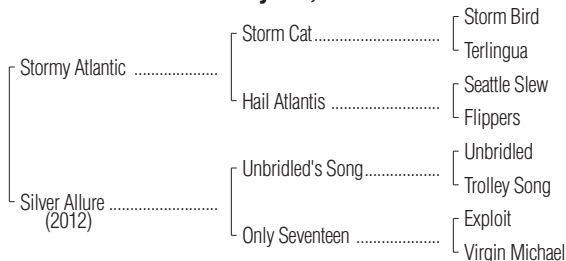 Storm Bird
Storm Cat
Terlingua
Stormy Atlantic
Seattle Slew
Hail Atlantis
Flippers
Unbridled
Unbridled's Song
Trolley Song
Silver Allure
(2012)
Exploit
Only Seventeen
Virgin Michael